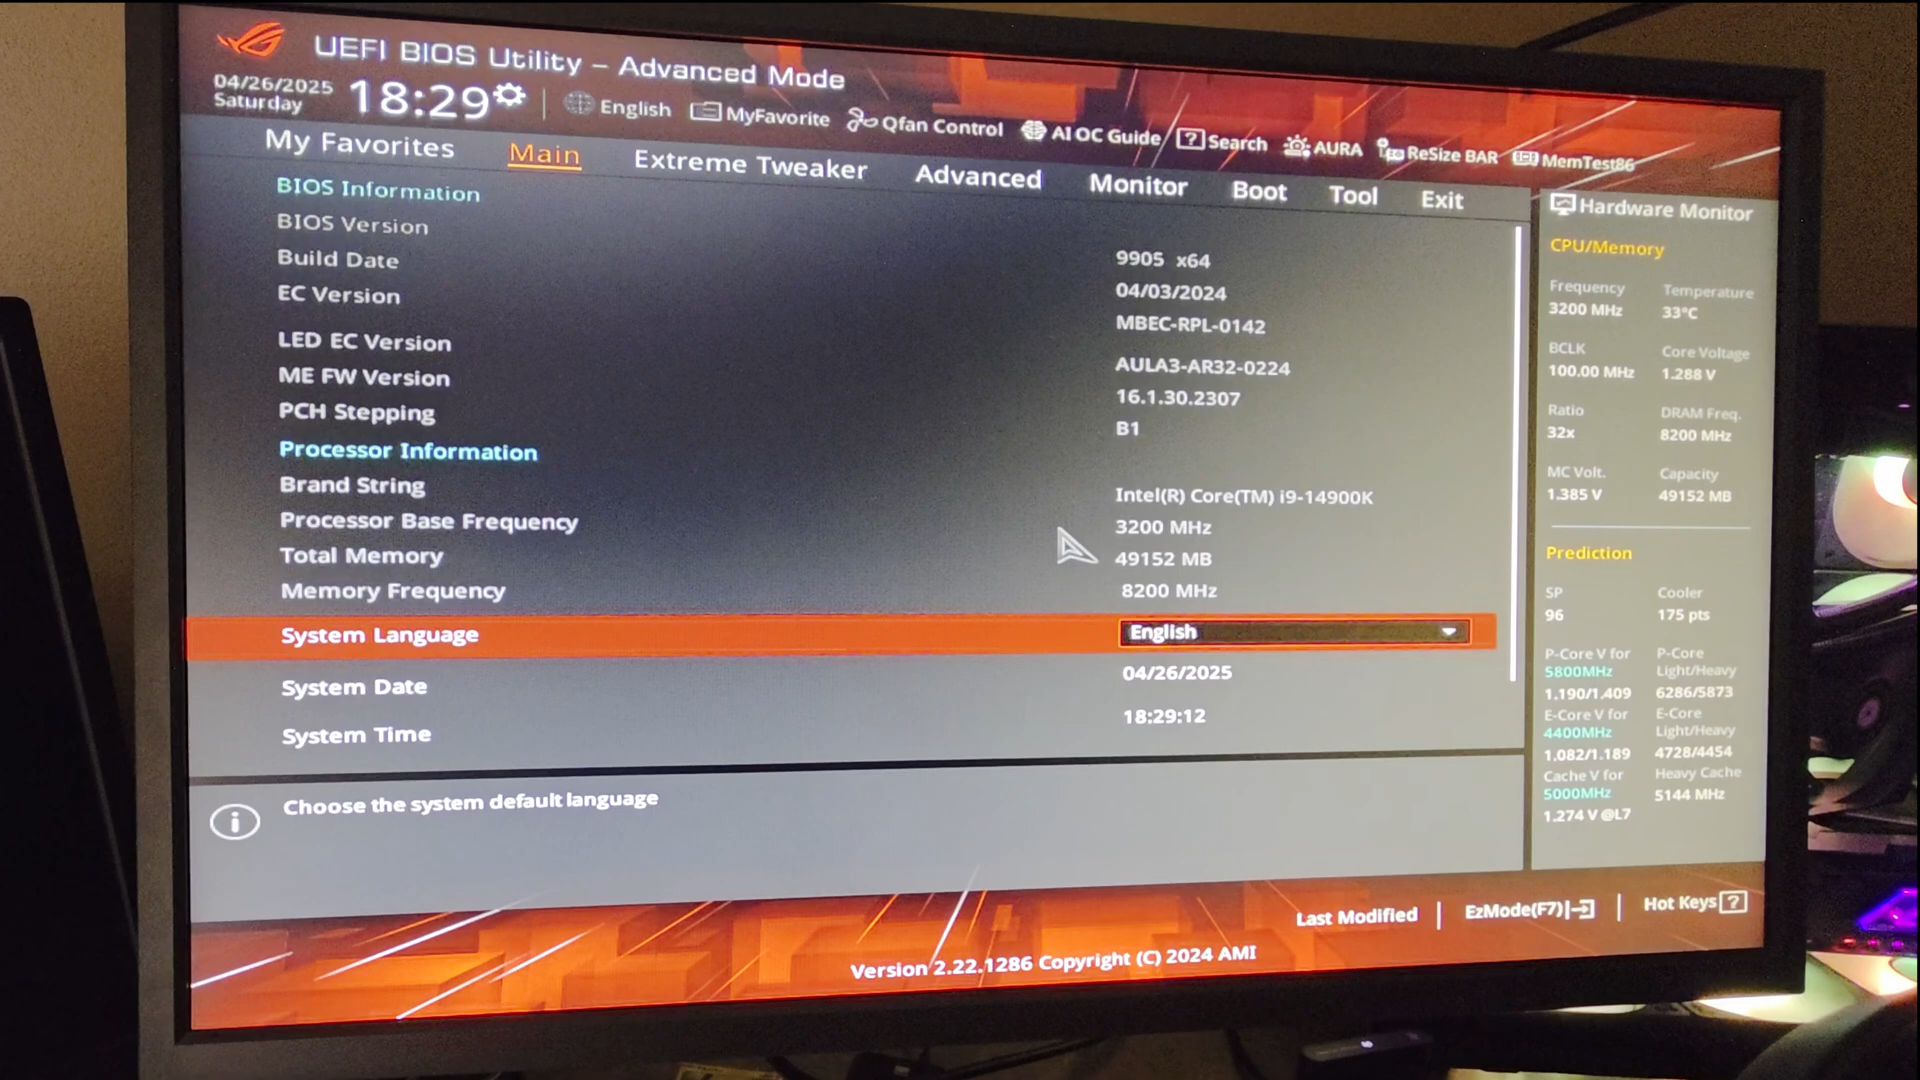 UEFI BIOS Utility – Advanced Mode
04/26/2025
Saturday
18:29
English
MyFavorite
Qfan Control
AI OC Guide
Search
AURA
ReSize BAR
MemTest86
My Favorites
Main
Extreme Tweaker
Advanced
Monitor
Boot
Tool
Exit
BIOS Information
BIOS Version
9905 x64
Build Date
04/03/2024
EC Version
MBEC-RPL-0142
LED EC Version
AULA3-AR32-0224
ME FW Version
16.1.30.2307
PCH Stepping
B1
Processor Information
Brand String
Intel(R) Core(TM) i9-14900K
Processor Base Frequency
3200 MHz
Total Memory
49152 MB
Memory Frequency
8200 MHz
System Language
English
System Date
04/26/2025
System Time
18:29:12
Choose the system default language
Hardware Monitor
CPU/Memory
Frequency Temperature
3200 MHz 33°C
BCLK Core Voltage
100.00 MHz 1.288 V
Ratio DRAM Freq.
32x 8200 MHz
MC Volt. Capacity
1.385 V 49152 MB
Prediction
SP Cooler
96 175 pts
P-Core V for P-Core
5800MHz Light/Heavy
1.190/1.409 6286/5873
E-Core V for E-Core
4400MHz Light/Heavy
1.082/1.189 4728/4454
Cache V for Heavy Cache
5000MHz 5144 MHz
1.274 V @L7
Last Modified
EzMode(F7)
Hot Keys ?
Version 2.22.1286 Copyright (C) 2024 AMI